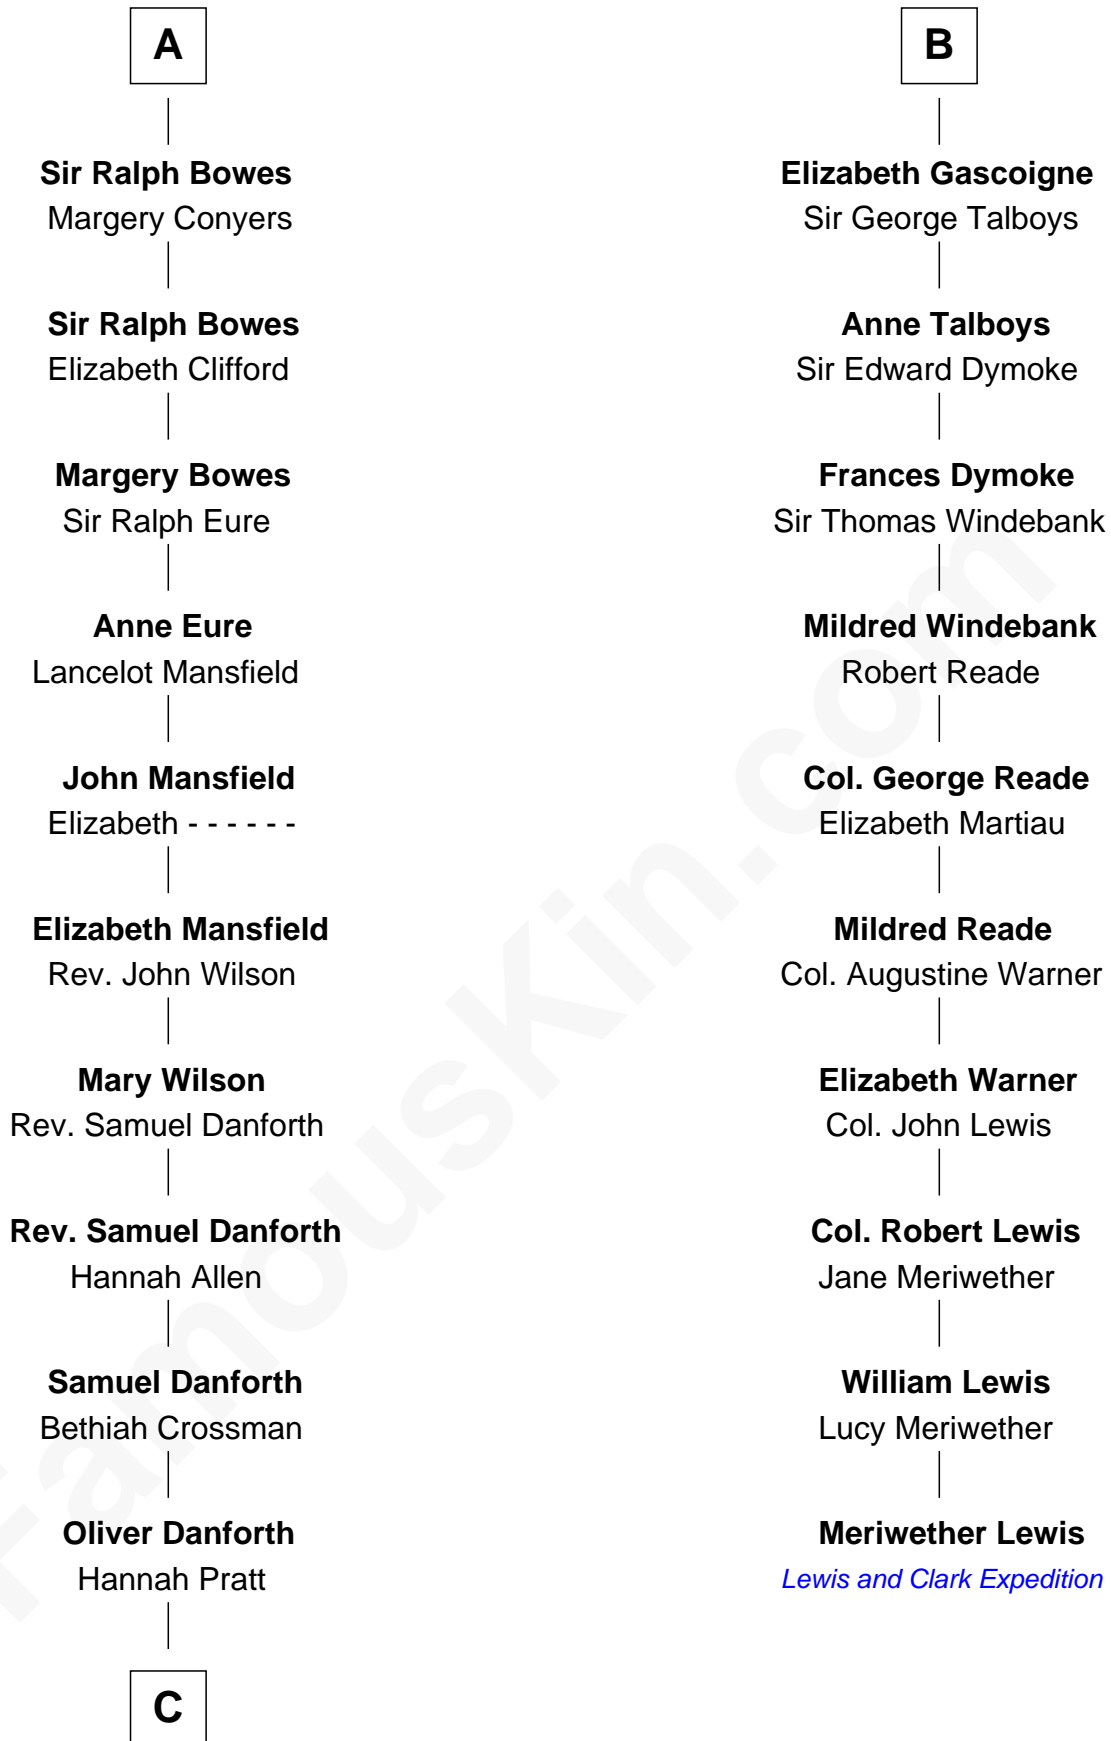 A
Sir Ralph Bowes
Margery Conyers
Sir Ralph Bowes
Elizabeth Clifford
Margery Bowes
Sir Ralph Eure
Anne Eure
Lancelot Mansfield
John Mansfield
Elizabeth - - - - - -
Elizabeth Mansfield
Rev. John Wilson
Mary Wilson
Rev. Samuel Danforth
Rev. Samuel Danforth
Hannah Allen
Samuel Danforth
Bethiah Crossman
Oliver Danforth
Hannah Pratt
C
B
Elizabeth Gascoigne
Sir George Talboys
Anne Talboys
Sir Edward Dymoke
Frances Dymoke
Sir Thomas Windebank
Mildred Windebank
Robert Reade
Col. George Reade
Elizabeth Martiau
Mildred Reade
Col. Augustine Warner
Elizabeth Warner
Col. John Lewis
Col. Robert Lewis
Jane Meriwether
William Lewis
Lucy Meriwether
Meriwether Lewis
Lewis and Clark Expedition
FamousKin.com